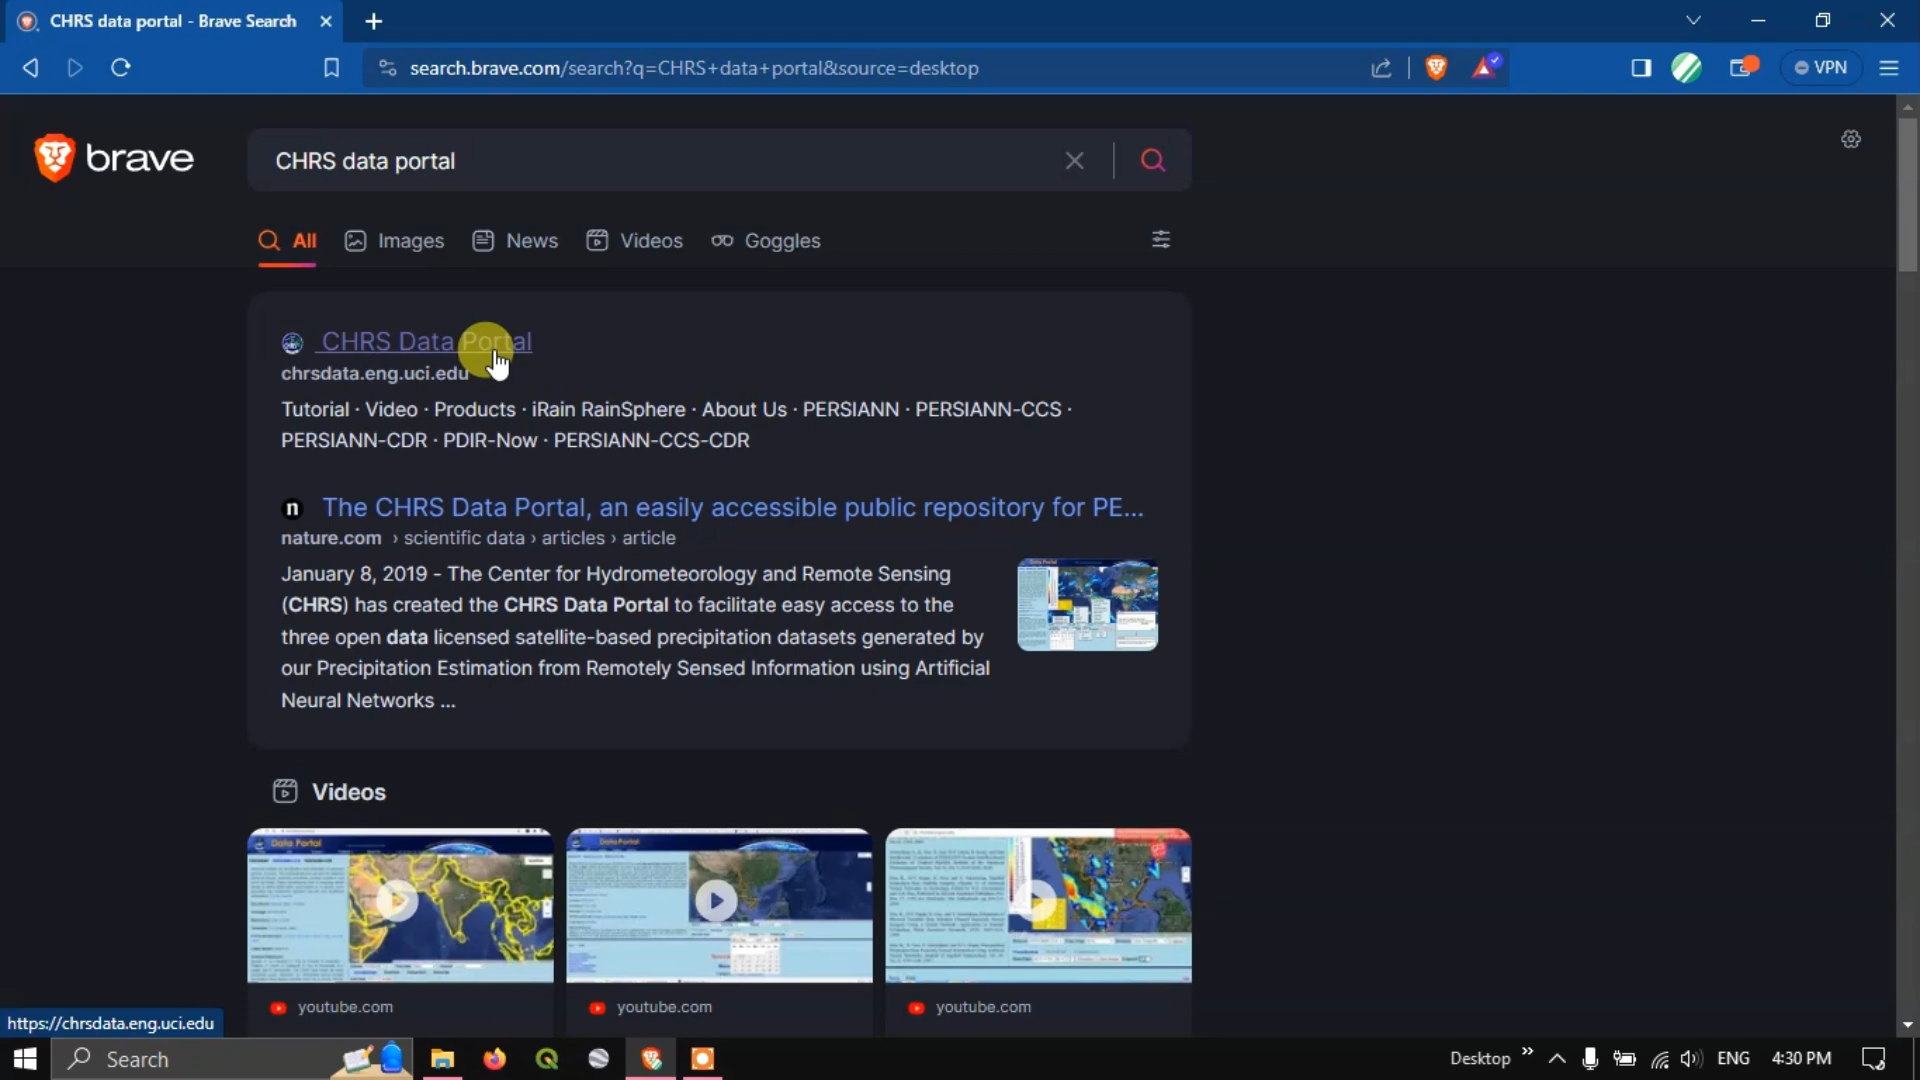 CHRS data portal - Brave Search
search.brave.com/search?q=CHRS+data+portal&source=desktop
VPN
brave
CHRS data portal
All
Images
News
Videos
Goggles
CHRS Data Portal
chrsdata.eng.uci.edu
Tutorial · Video · Products · iRain RainSphere · About Us · PERSIANN · PERSIANN-CCS ·
PERSIANN-CDR · PDIR-Now · PERSIANN-CCS-CDR
n
The CHRS Data Portal, an easily accessible public repository for PE...
nature.com › scientific data › articles › article
January 8, 2019 - The Center for Hydrometeorology and Remote Sensing
(CHRS) has created the CHRS Data Portal to facilitate easy access to the
three open data licensed satellite-based precipitation datasets generated by
our Precipitation Estimation from Remotely Sensed Information using Artificial
Neural Networks ...
Videos
Data Portal
Data Portal
youtube.com
youtube.com
youtube.com
https://chrsdata.eng.uci.edu
Search
Desktop
ENG
4:30 PM